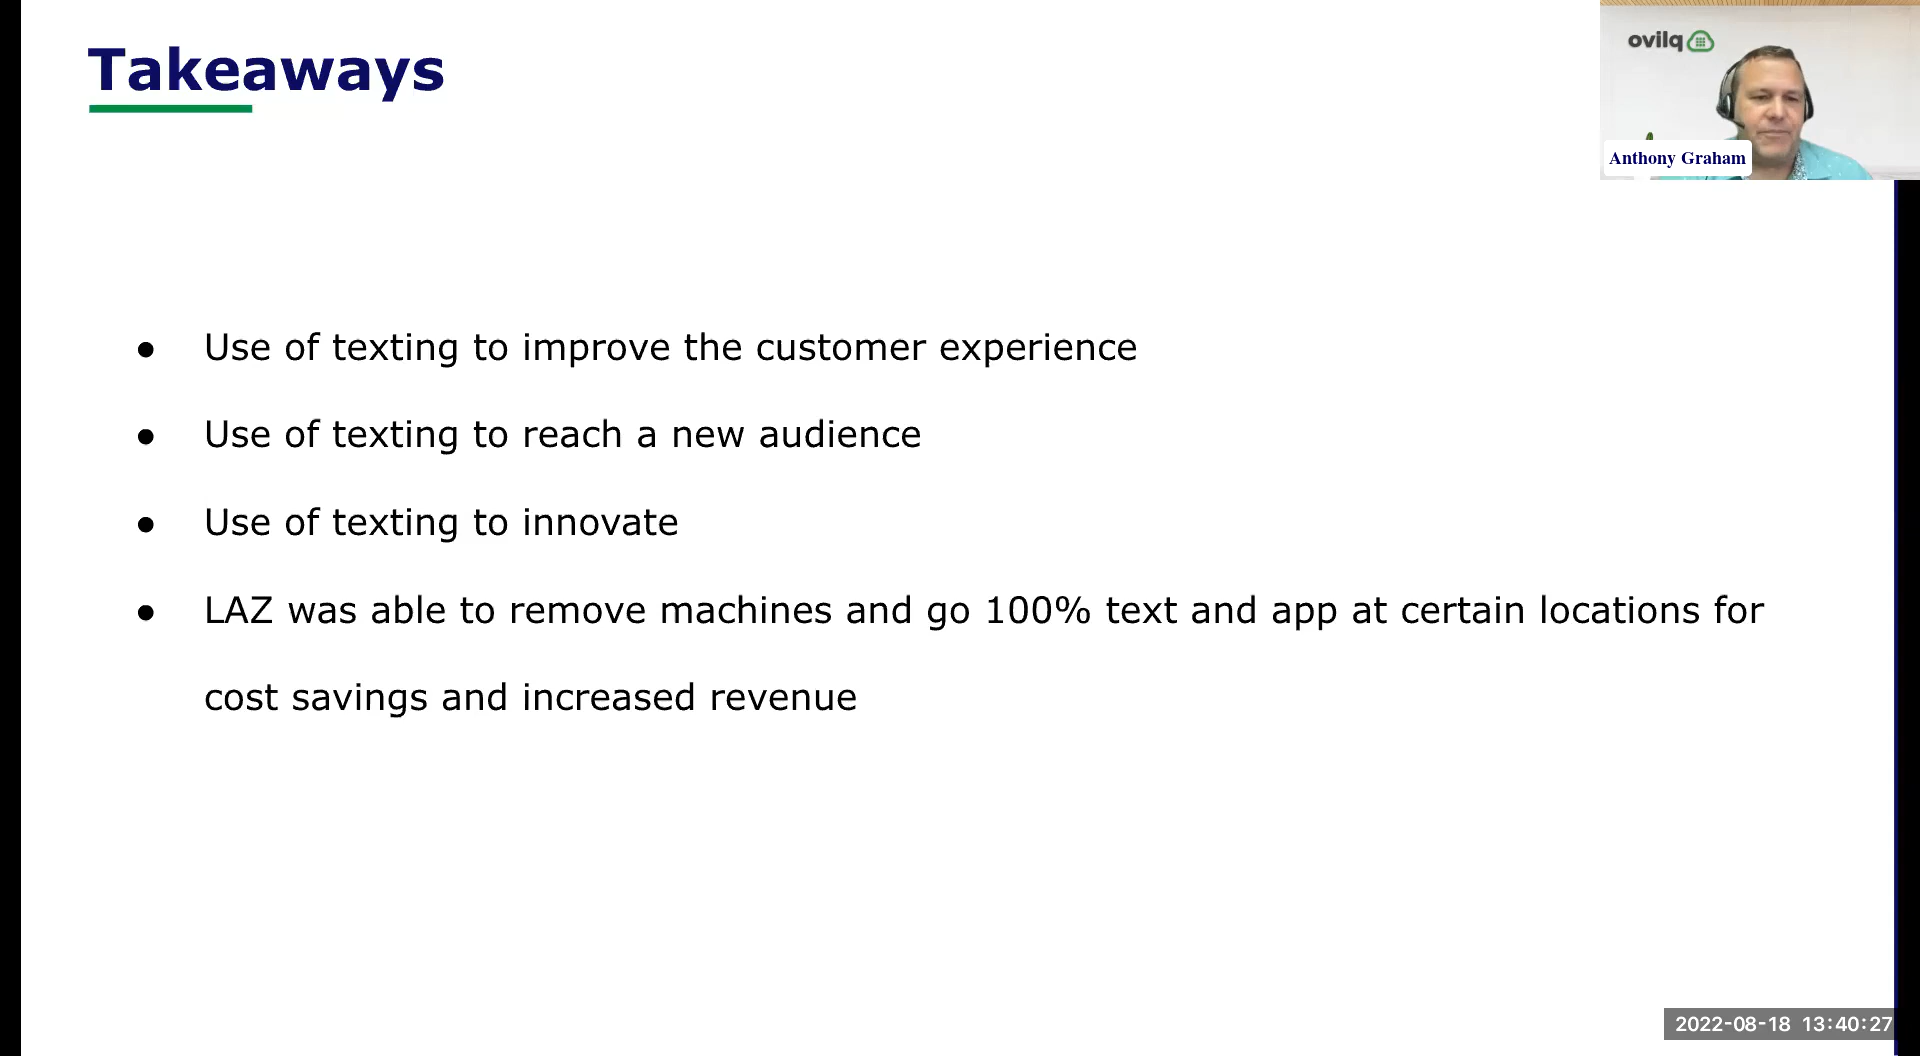 Takeaways
ovilq
Anthony Graham
● Use of texting to improve the customer experience
● Use of texting to reach a new audience
● Use of texting to innovate
● LAZ was able to remove machines and go 100% text and app at certain locations for
cost savings and increased revenue
2022-08-18 13:40:27